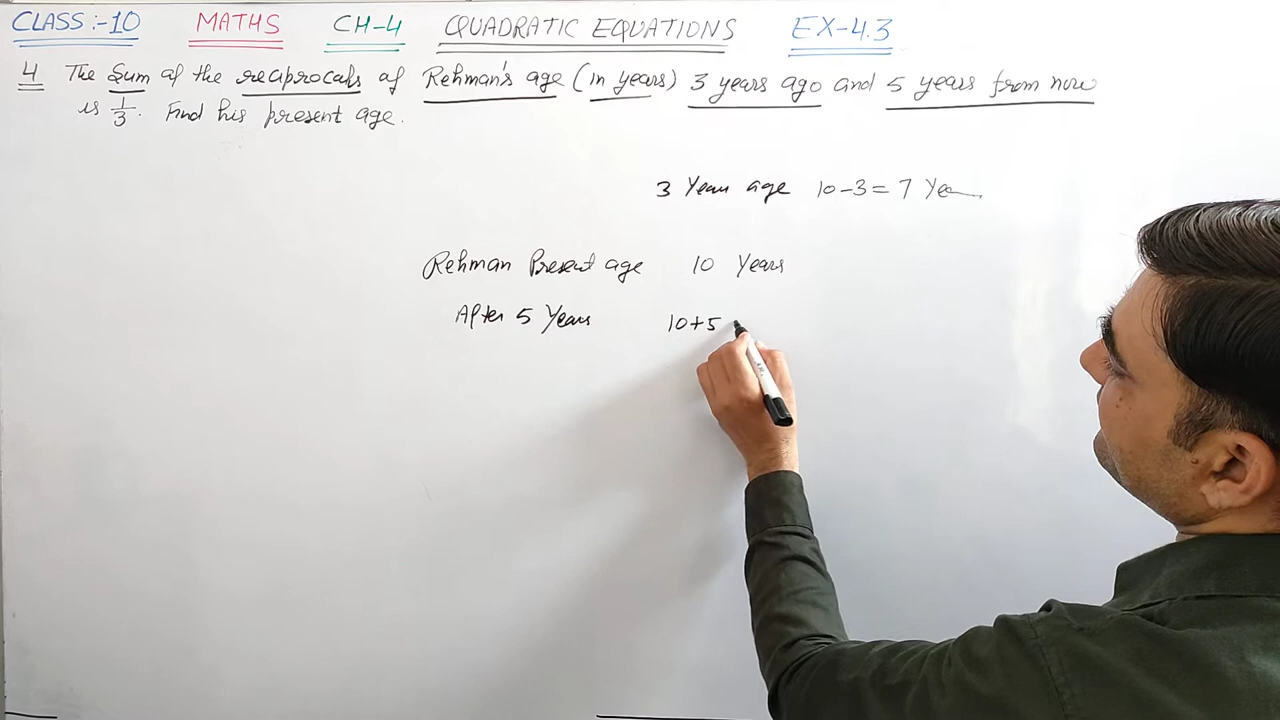 CLASS:-10 MATHS CH-4 QUADRATIC EQUATIONS EX-4.3
4 The Sum of the reciprocals of Rehman's age (in years) 3 years ago and 5 years from now
is 1/3. Find his present age.
3 Years age 10-3=7 Year
Rehman Present age 10 Years
After 5 Years 10+5